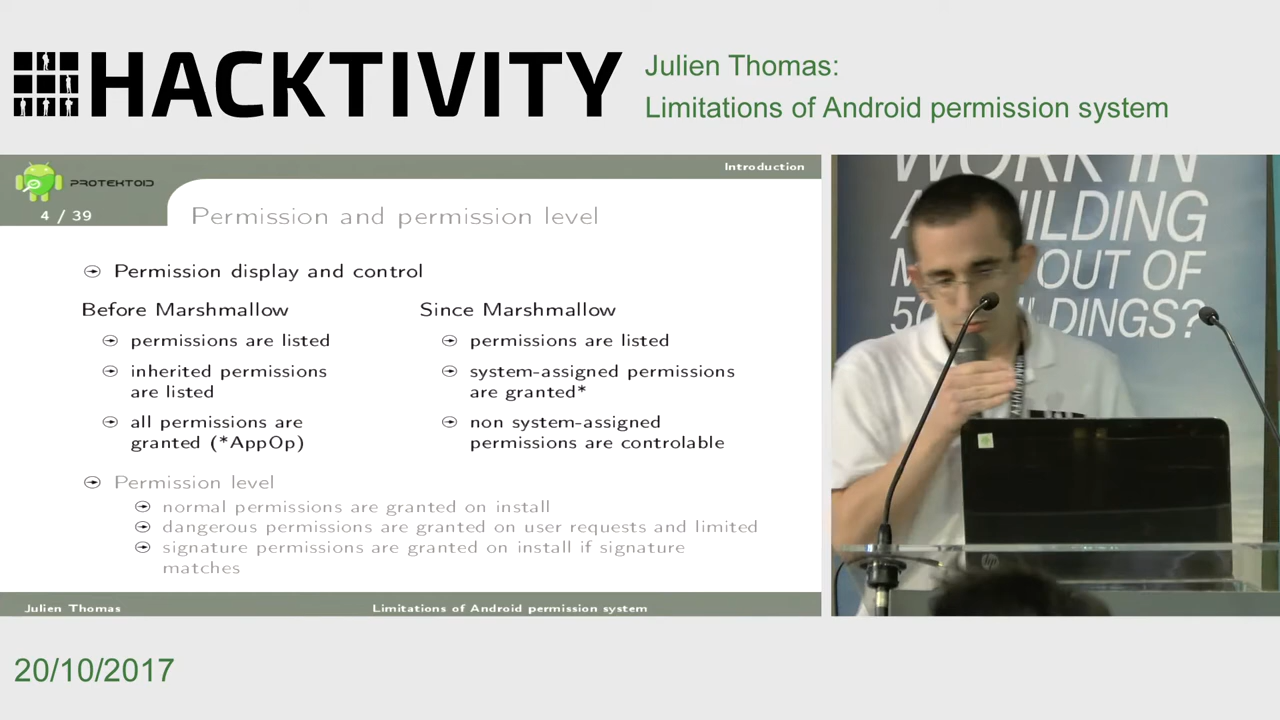 HACKTIVITY
Julien Thomas:
Limitations of Android permission system
PROTEKTOID
Introduction
4 / 39
Permission and permission level
Permission display and control
Before Marshmallow
permissions are listed
inherited permissions
are listed
all permissions are
granted (*AppOp)
Since Marshmallow
permissions are listed
system-assigned permissions
are granted*
non system-assigned
permissions are controlable
Permission level
normal permissions are granted on install
dangerous permissions are granted on user requests and limited
signature permissions are granted on install if signature
matches
Julien Thomas
Limitations of Android permission system
WORK IN
OUT OF
hp
20/10/2017